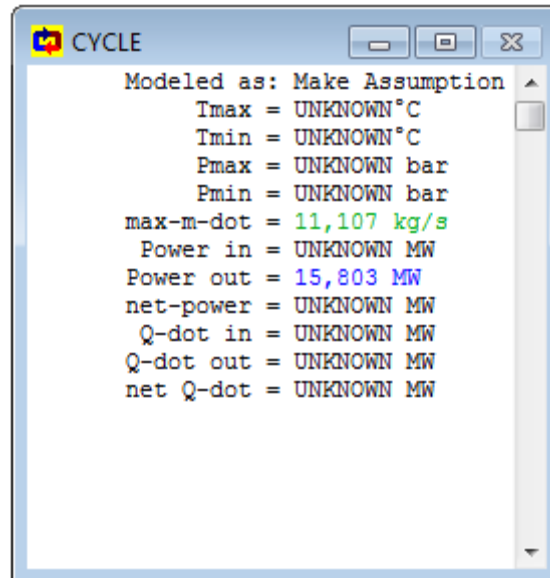 CYCLE
Modeled as: Make Assumption
Tmax = UNKNOWN°C
Tmin = UNKNOWN°C
Pmax = UNKNOWN bar
Pmin = UNKNOWN bar
max-m-dot = 11,107 kg/s
Power in = UNKNOWN MW
Power out = 15,803 MW
net-power = UNKNOWN MW
Q-dot in = UNKNOWN MW
Q-dot out = UNKNOWN MW
net Q-dot = UNKNOWN MW